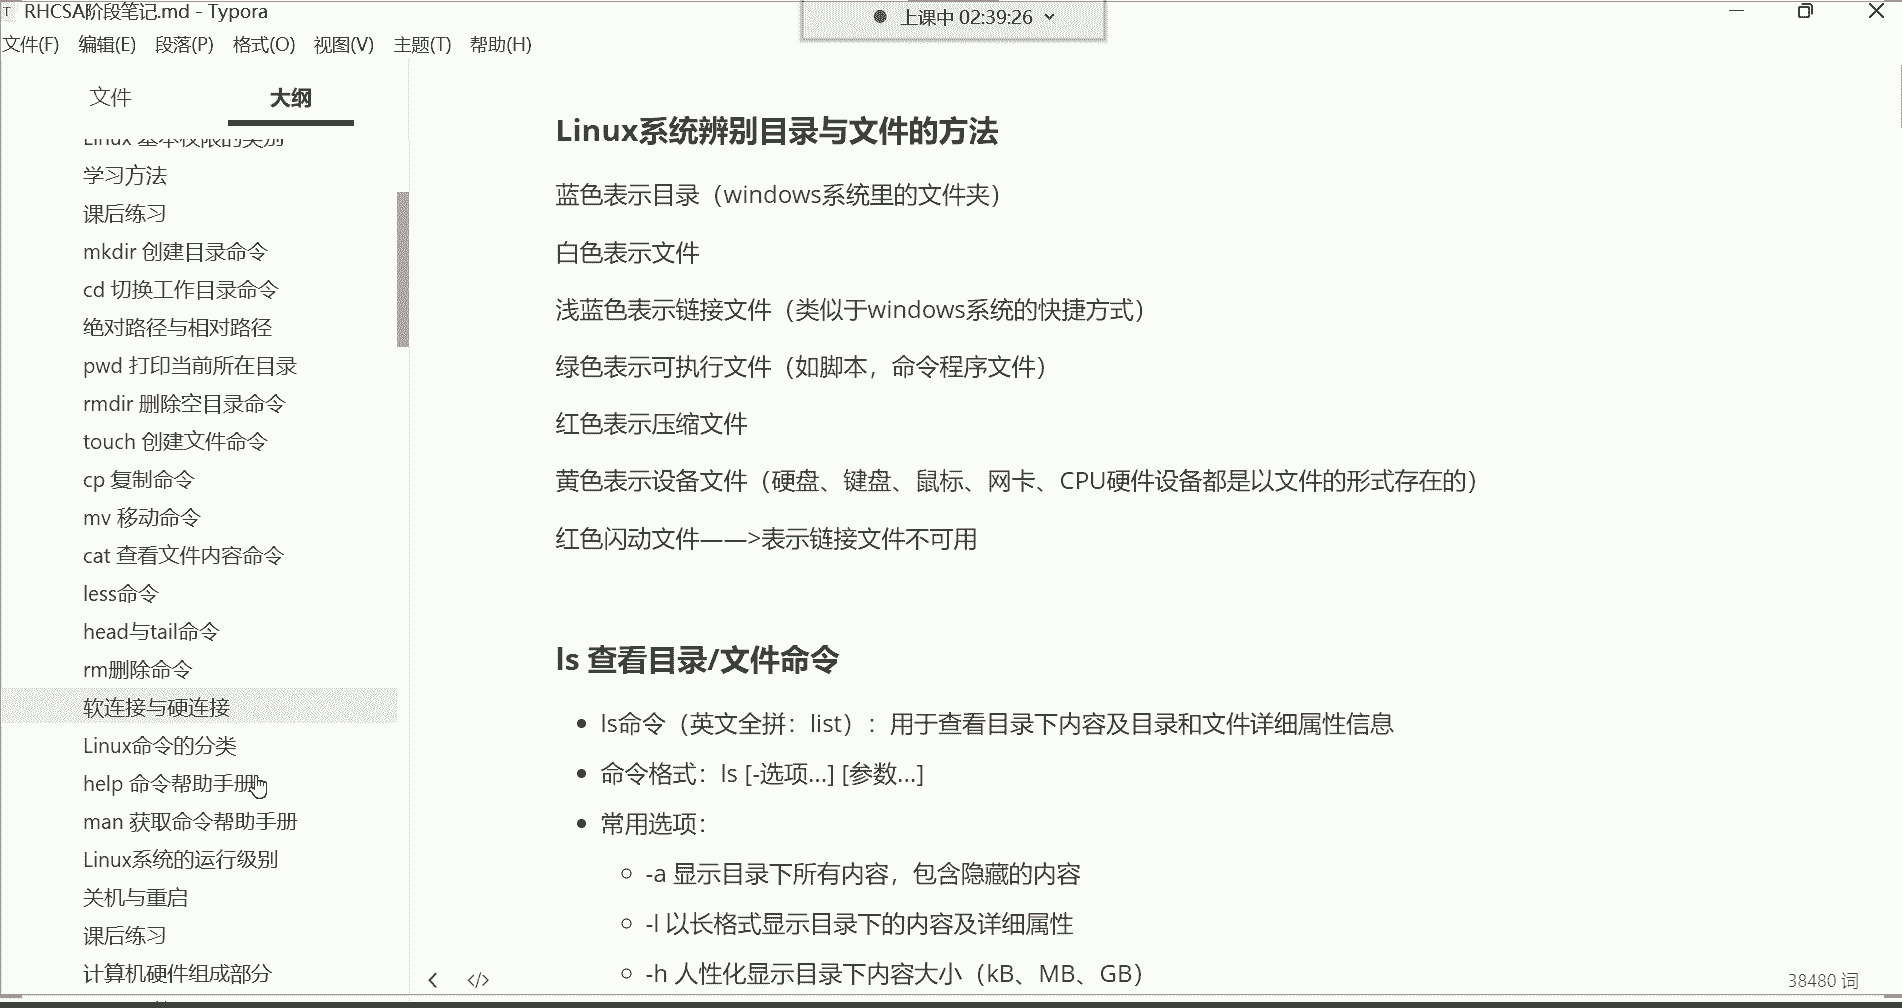 RHCSA阶段笔记.md - Typora
上课中 02:39:26
文件(F) 编辑(E) 段落(P) 格式(O) 视图(V) 主题(T) 帮助(H)
文件 大纲
Linux 基本权限的类别
学习方法
课后练习
mkdir 创建目录命令
cd 切换工作目录命令
绝对路径与相对路径
pwd 打印当前所在目录
rmdir 删除空目录命令
touch 创建文件命令
cp 复制命令
mv 移动命令
cat 查看文件内容命令
less命令
head与tail命令
rm删除命令
软连接与硬连接
Linux命令的分类
help 命令帮助手册
man 获取命令帮助手册
Linux系统的运行级别
关机与重启
课后练习
计算机硬件组成部分
Linux系统辨别目录与文件的方法
蓝色表示目录（windows系统里的文件夹）
白色表示文件
浅蓝色表示链接文件（类似于windows系统的快捷方式）
绿色表示可执行文件（如脚本，命令程序文件）
红色表示压缩文件
黄色表示设备文件（硬盘、键盘、鼠标、网卡、CPU硬件设备都是以文件的形式存在的）
红色闪动文件——>表示链接文件不可用
ls 查看目录/文件命令
ls命令（英文全拼：list）：用于查看目录下内容及目录和文件详细属性信息
命令格式：ls [-选项...] [参数...]
常用选项：
-a 显示目录下所有内容，包含隐藏的内容
-l 以长格式显示目录下的内容及详细属性
-h 人性化显示目录下内容大小（kB、MB、GB）
38480 词